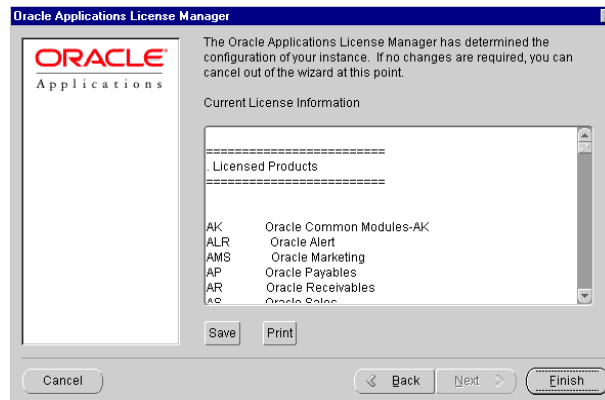 Oracle Applications License Manager
ORACLE
Applications
The Oracle Applications License Manager has determined the
configuration of your instance. If no changes are required, you can
cancel out of the wizard at this point.
Current License Information
=========================
. Licensed Products
=========================
AK Oracle Common Modules-AK
ALR Oracle Alert
AMS Oracle Marketing
AP Oracle Payables
AR Oracle Receivables
AS Oracle Sales
Save Print
Cancel Back Next Finish